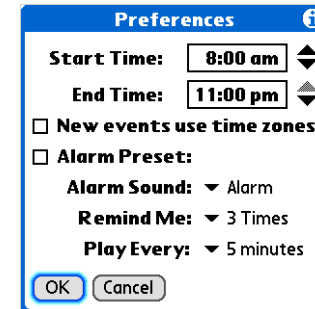 Preferences
Start Time: 8:00 am
End Time: 11:00 pm
New events use time zones
Alarm Preset:
Alarm Sound: Alarm
Remind Me: 3 Times
Play Every: 5 minutes
OK Cancel